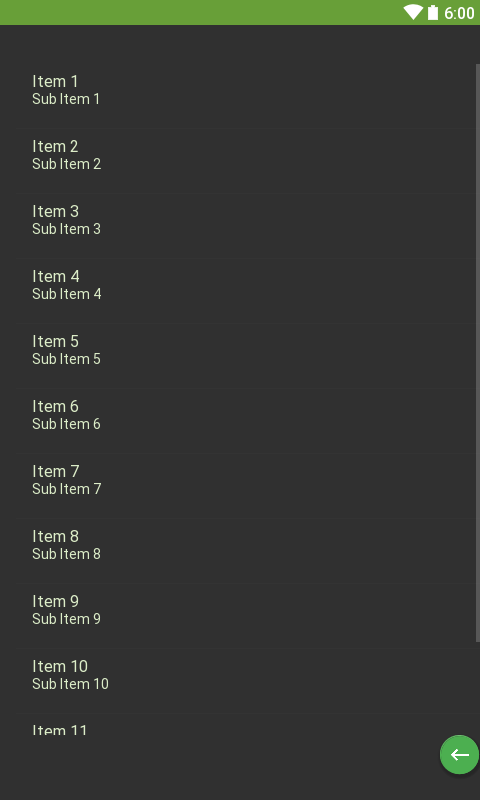 6:00
Item 1
Sub Item 1
Item 2
Sub Item 2
Item 3
Sub Item 3
Item 4
Sub Item 4
Item 5
Sub Item 5
Item 6
Sub Item 6
Item 7
Sub Item 7
Item 8
Sub Item 8
Item 9
Sub Item 9
Item 10
Sub Item 10
Item 11